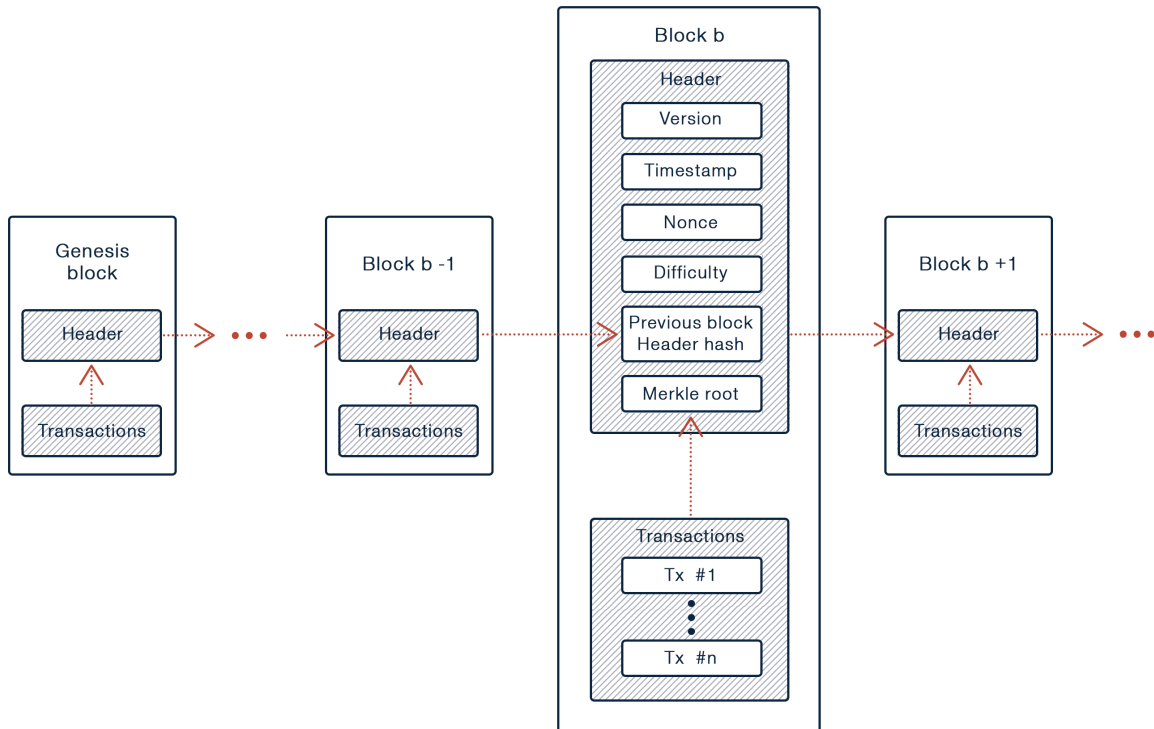 Genesis
block
Header
Transactions
Block b -1
Header
Transactions
Block b
Header
Version
Timestamp
Nonce
Difficulty
Previous block
Header hash
Merkle root
Transactions
Tx #1
Tx #n
Block b +1
Header
Transactions